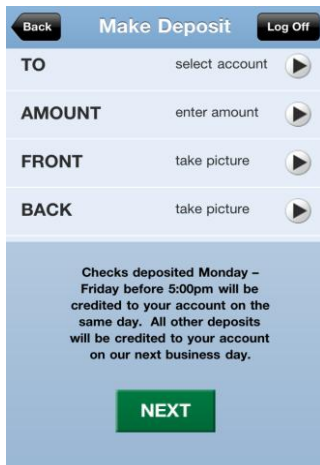 Back Make Deposit Log Off
TO select account
AMOUNT enter amount
FRONT take picture
BACK take picture
Checks deposited Monday –
Friday before 5:00pm will be
credited to your account on the
same day. All other deposits
will be credited to your account
on our next business day.
NEXT